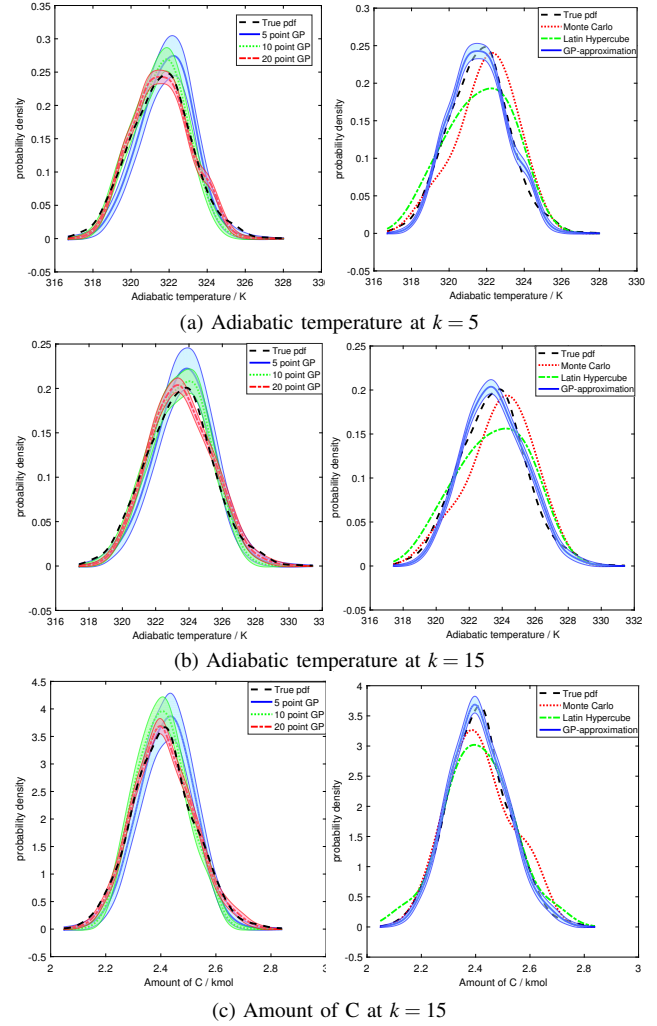 True pdf
5 point GP
10 point GP
20 point GP
0.35
0.3
0.25
0.2
0.15
0.1
0.05
0
-0.05
probability density
316 318 320 322 324 326 328 33
Adiabatic temperature / K
True pdf
Monte Carlo
Latin Hypercube
GP-approximation
0.3
0.25
0.2
0.15
0.1
0.05
0
-0.05
probability density
318 320 322 324 326 328 330
Adiabatic temperature / K
(a) Adiabatic temperature at k = 5
True pdf
5 point GP
10 point GP
20 point GP
0.25
0.2
0.15
0.1
0.05
0
-0.05
probability density
316 318 320 322 324 326 328 330 332
Adiabatic temperature / K
True pdf
Monte Carlo
Latin Hypercube
GP-approximation
0.25
0.2
0.15
0.1
0.05
0
-0.05
probability density
316 318 320 322 324 326 328 330 332
Adiabatic temperature / K
(b) Adiabatic temperature at k = 15
True pdf
5 point GP
10 point GP
20 point GP
4.5
4
3.5
3
2.5
2
1.5
1
0.5
0
-0.5
probability density
2 2.2 2.4 2.6 2.8 3
Amount of C / kmol
True pdf
Monte Carlo
Latin Hypercube
GP-approximation
4
3.5
3
2.5
2
1.5
1
0.5
0
-0.5
probability density
2 2.2 2.4 2.6 2.8 3
Amount of C / kmol
(c) Amount of C at k = 15